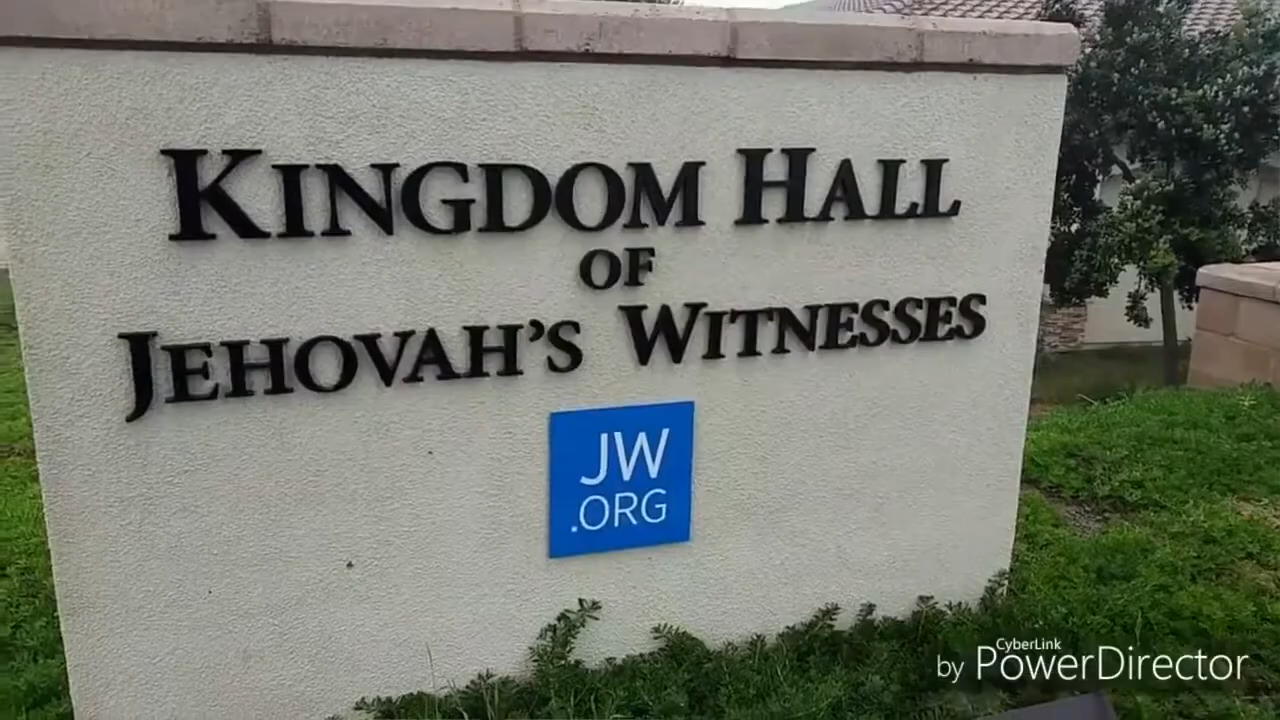 KINGDOM HALL
OF
JEHOVAH'S WITNESSES
JW
.ORG
CyberLink
by PowerDirector